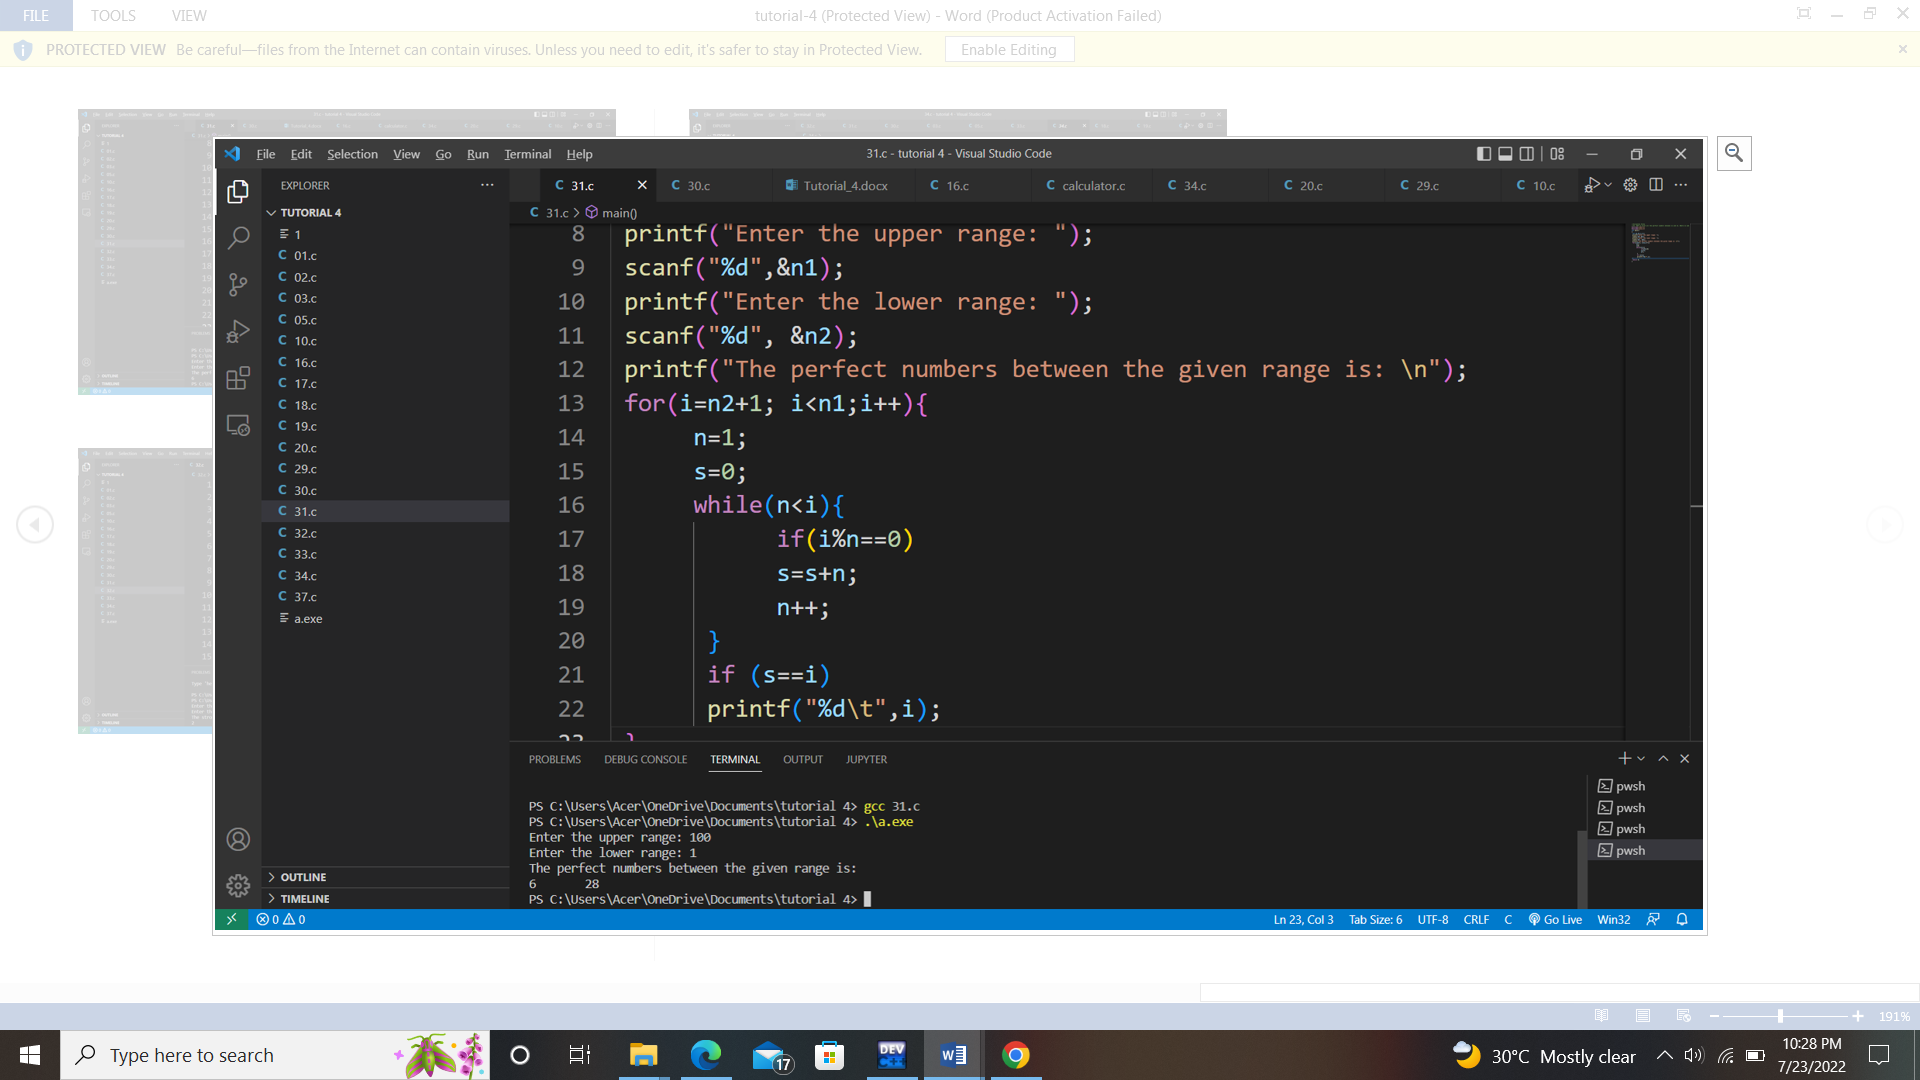 FILE TOOLS VIEW tutorial-4 (Protected View) - Word (Product Activation Failed)
PROTECTED VIEW Be careful—files from the Internet can contain viruses. Unless you need to edit, it's safer to stay in Protected View. Enable Editing
File Edit Selection View Go Run Terminal Help 31.c - tutorial 4 - Visual Studio Code
EXPLORER
31.c 30.c Tutorial_4.docx 16.c calculator.c 34.c 20.c 29.c 10.c
TUTORIAL 4
1
01.c
02.c
03.c
05.c
10.c
16.c
17.c
18.c
19.c
20.c
29.c
30.c
31.c
32.c
33.c
34.c
37.c
a.exe
OUTLINE
TIMELINE
31.c > main()
8 printf("Enter the upper range: ");
9 scanf("%d",&n1);
10 printf("Enter the lower range: ");
11 scanf("%d", &n2);
12 printf("The perfect numbers between the given range is: \n");
13 for(i=n2+1; i<n1;i++){
14 n=1;
15 s=0;
16 while(n<i){
17 if(i%n==0)
18 s=s+n;
19 n++;
20 }
21 if (s==i)
22 printf("%d\t",i);
23 }
PROBLEMS DEBUG CONSOLE TERMINAL OUTPUT JUPYTER
PS C:\Users\Acer\OneDrive\Documents\tutorial 4> gcc 31.c
PS C:\Users\Acer\OneDrive\Documents\tutorial 4> .\a.exe
Enter the upper range: 100
Enter the lower range: 1
The perfect numbers between the given range is:
6 28
PS C:\Users\Acer\OneDrive\Documents\tutorial 4>
pwsh
pwsh
pwsh
pwsh
0 0 Ln 23, Col 3 Tab Size: 6 UTF-8 CRLF C Go Live Win32
191%
Type here to search
17
DEV
30°C Mostly clear
10:28 PM
7/23/2022